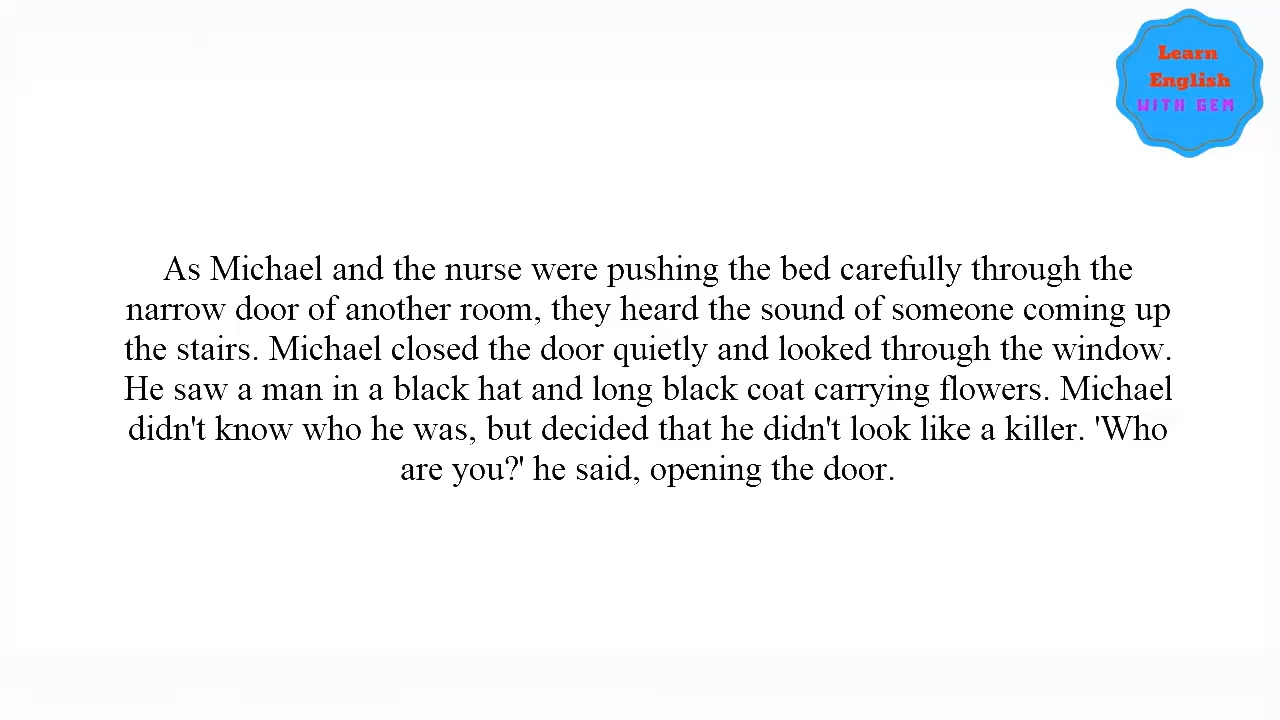 Learn
English
WITH GEM
As Michael and the nurse were pushing the bed carefully through the
narrow door of another room, they heard the sound of someone coming up
the stairs. Michael closed the door quietly and looked through the window.
He saw a man in a black hat and long black coat carrying flowers. Michael
didn't know who he was, but decided that he didn't look like a killer. 'Who
are you?' he said, opening the door.